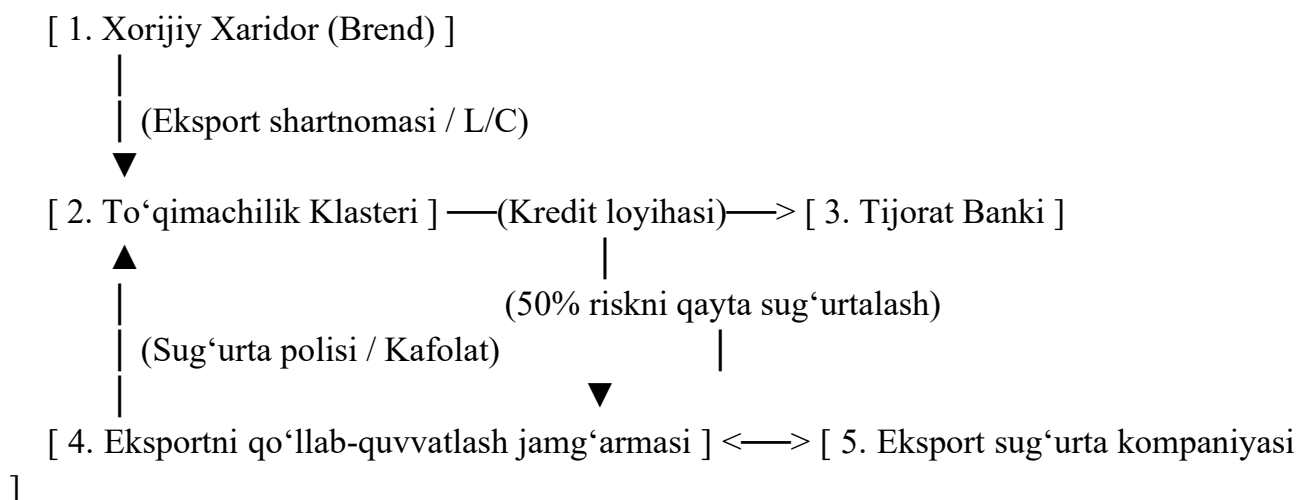 [ 1. Xorijiy Xaridor (Brend) ]
│
│ (Eksport shartnomasi / L/C)
▼
[ 2. To‘qimachilik Klasteri ] ──(Kredit loyihasi)──> [ 3. Tijorat Banki ]
▲ │
│ (50% riskni qayta sug‘urtalash)
│ (Sug‘urta polisi / Kafolat) │
│ ▼
[ 4. Eksportni qo‘llab-quvvatlash jamg‘armasi ] <──> [ 5. Eksport sug‘urta kompaniyasi
]